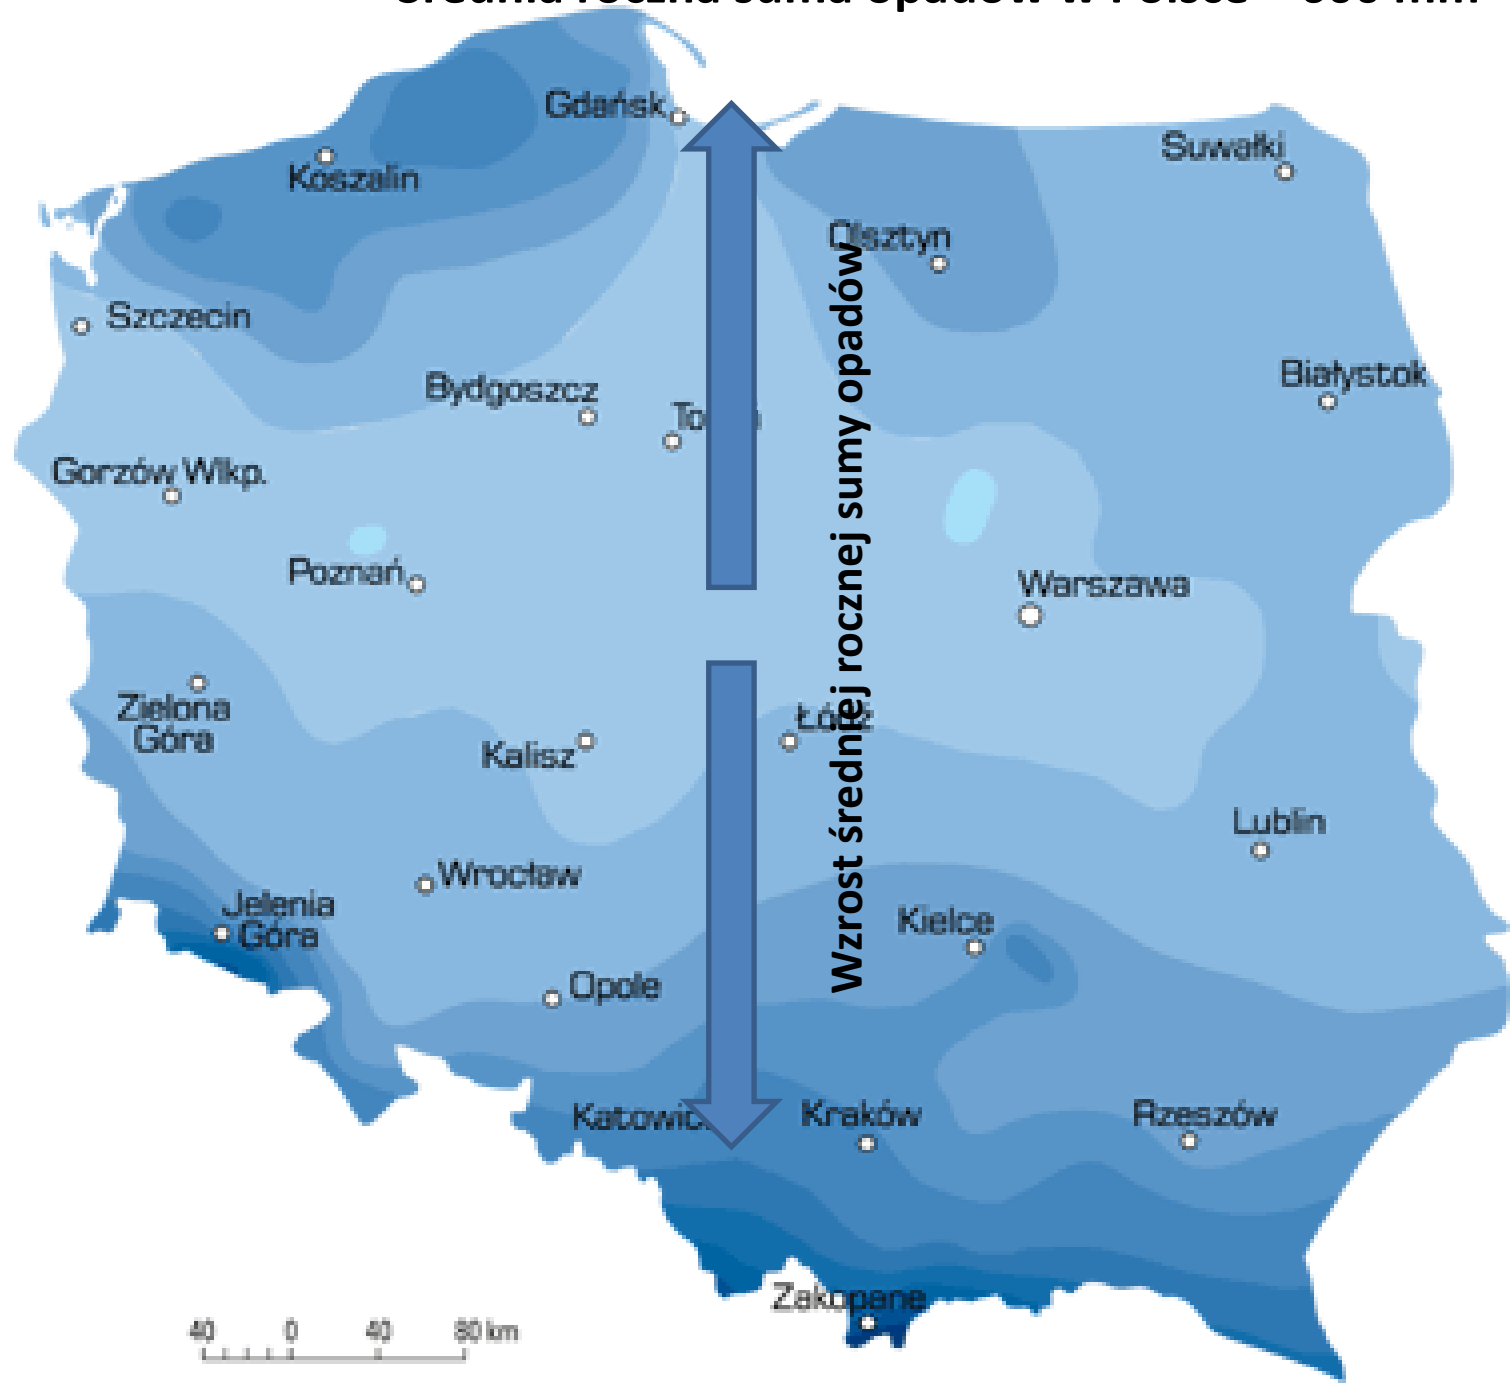 Gdańsk
Suwałki
Koszalin
Olsztyn
Szczecin
Białystok
Bydgoszcz
Gorzów Wlkp.
Poznań
Warszawa
Wzrost średniej rocznej sumy opadów
Zielona
Góra
Łódź
Kalisz
Lublin
Wrocław
Jelenia
Góra
Kielce
Opole
Kraków
Rzeszów
Zakopane
40 0 40 80 km